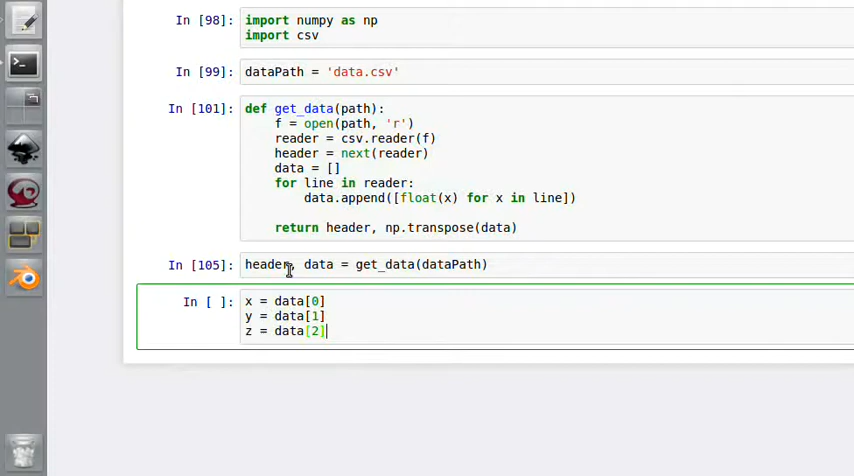 In [98]: import numpy as np
import csv
In [99]: dataPath = 'data.csv'
In [101]: def get_data(path):
    f = open(path, 'r')
    reader = csv.reader(f)
    header = next(reader)
    data = []
    for line in reader:
        data.append([float(x) for x in line])
    return header, np.transpose(data)
In [105]: header, data = get_data(dataPath)
In [ ]: x = data[0]
y = data[1]
z = data[2]